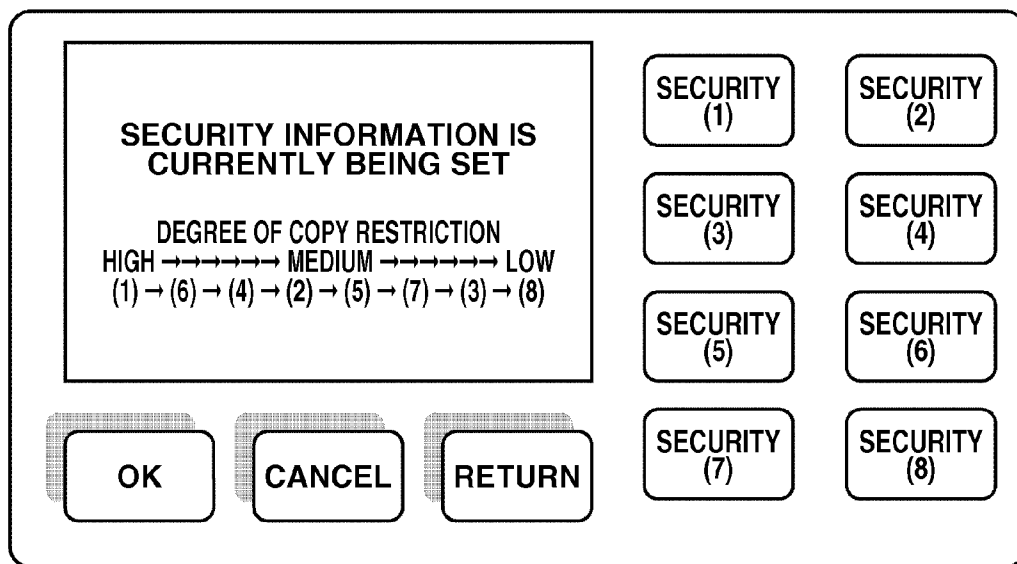 SECURITY INFORMATION IS
CURRENTLY BEING SET
DEGREE OF COPY RESTRICTION
HIGH →→→→→→ MEDIUM →→→→→→ LOW
(1) → (6) → (4) → (2) → (5) → (7) → (3) → (8)
OK
CANCEL
RETURN
SECURITY
(1)
SECURITY
(2)
SECURITY
(3)
SECURITY
(4)
SECURITY
(5)
SECURITY
(6)
SECURITY
(7)
SECURITY
(8)